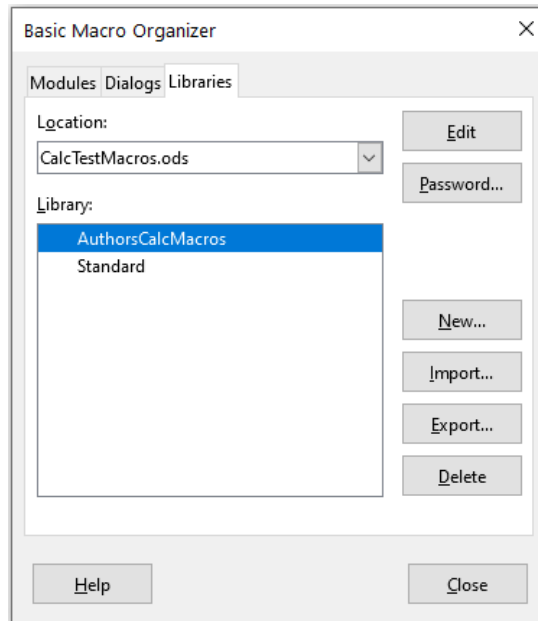 Basic Macro Organizer
Modules Dialogs Libraries
Location:
CalcTestMacros.ods
Edit
Password...
Library:
AuthorsCalcMacros
Standard
New...
Import...
Export...
Delete
Help
Close